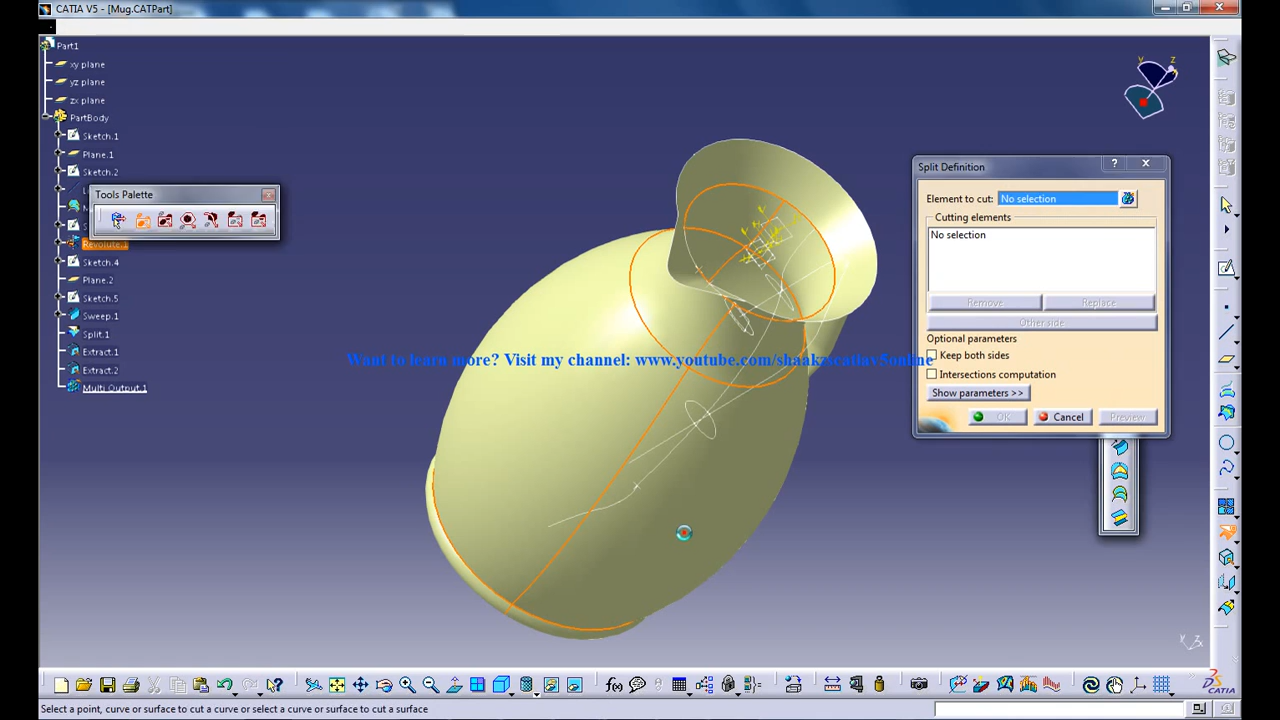 CATIA V5 - [Mug.CATPart]
Part1
xy plane
yz plane
zx plane
PartBody
Sketch.1
Plane.1
Sketch.2
Tools Palette
Revolute.1
Sketch.4
Plane.2
Sketch.5
Sweep.1
Split.1
Extract.1
Extract.2
Multi Output.1
Split Definition
Element to cut: No selection
Cutting elements
No selection
Remove Replace
Other side
Optional parameters
Keep both sides
Intersections computation
Show parameters >>
OK Cancel Preview
Want to learn more? Visit my channel: www.youtube.com/shaakzscatiav5online
CATIA
Select a point, curve or surface to cut a curve or select a curve or surface to cut a surface